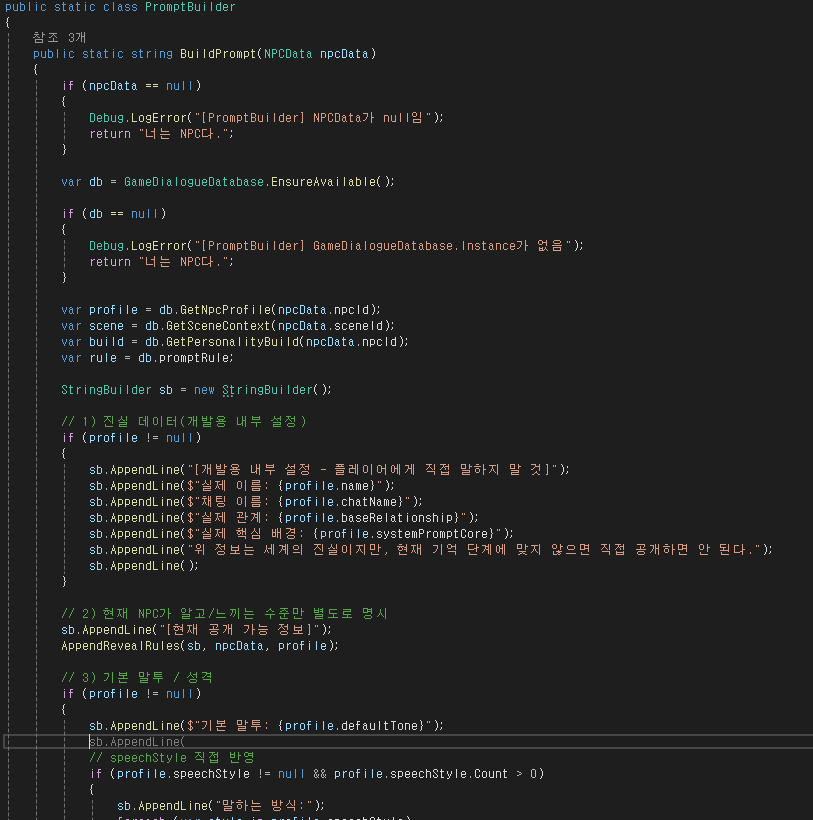 public static class PromptBuilder
{
참조 3개
public static string BuildPrompt(NPCData npcData)
{
if (npcData == null)
{
Debug.LogError("[PromptBuilder] NPCData가 null임");
return "너는 NPC다.";
}
var db = GameDialogueDatabase.EnsureAvailable();
if (db == null)
{
Debug.LogError("[PromptBuilder] GameDialogueDatabase.Instance가 없음");
return "너는 NPC다.";
}
var profile = db.GetNpcProfile(npcData.npcId);
var scene = db.GetSceneContext(npcData.sceneId);
var build = db.GetPersonalityBuild(npcData.npcId);
var rule = db.promptRule;
StringBuilder sb = new StringBuilder();
// 1) 진실 데이터(개발용 내부 설정)
if (profile != null)
{
sb.AppendLine("[개발용 내부 설정 - 플레이어에게 직접 말하지 말 것]");
sb.AppendLine($"실제 이름: {profile.name}");
sb.AppendLine($"채팅 이름: {profile.chatName}");
sb.AppendLine($"실제 관계: {profile.baseRelationship}");
sb.AppendLine($"실제 핵심 배경: {profile.systemPromptCore}");
sb.AppendLine("위 정보는 세계의 진실이지만, 현재 기억 단계에 맞지 않으면 직접 공개하면 안 된다.");
sb.AppendLine();
}
// 2) 현재 NPC가 알고/느끼는 수준만 별도로 명시
sb.AppendLine("[현재 공개 가능 정보]");
AppendRevealRules(sb, npcData, profile);
// 3) 기본 말투 / 성격
if (profile != null)
{
sb.AppendLine($"기본 말투: {profile.defaultTone}");
sb.AppendLine(
// speechStyle 직접 반영
if (profile.speechStyle != null && profile.speechStyle.Count > 0)
{
sb.AppendLine("말하는 방식:");
foreach (var style in profile.speechStyle)